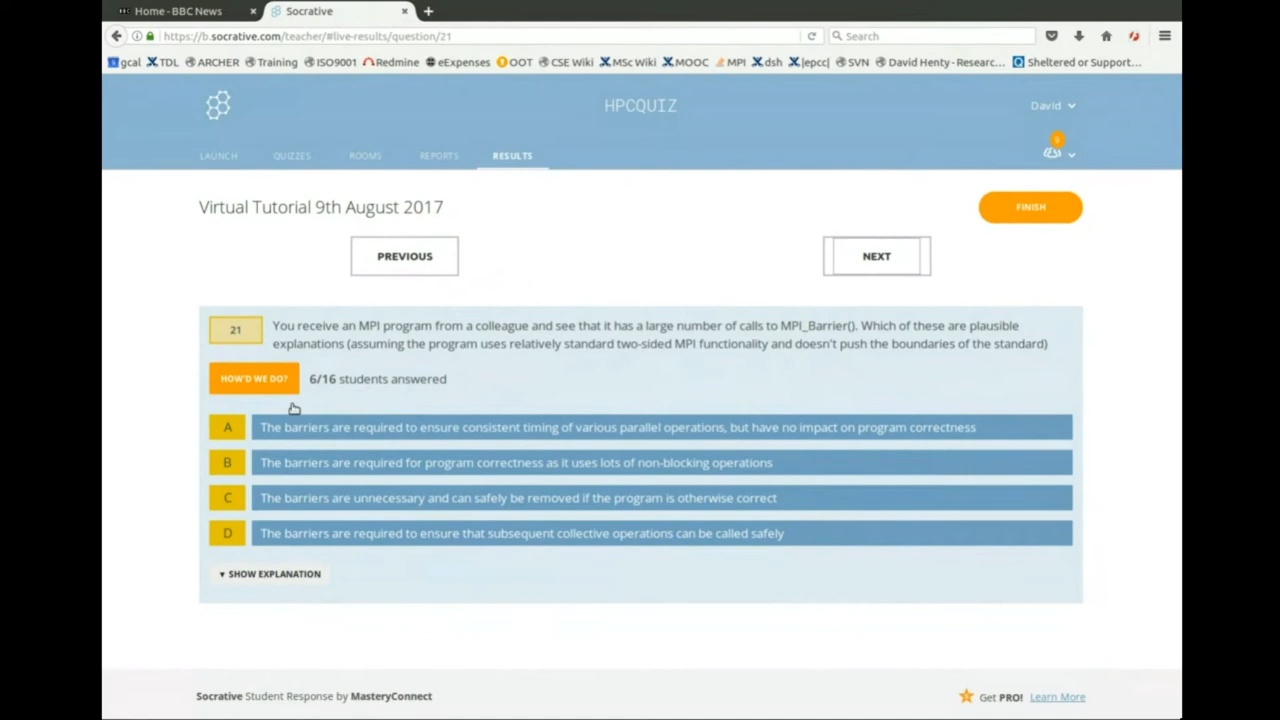 Home - BBC News
Socrative
https://b.socrative.com/teacher/#live-results/question/21
Search
gcal TDL ARCHER Training ISO9001 Redmine eExpenses OOT CSE Wiki MSc Wiki MOOC MPI dsh |epcc| SVN David Henty - Researc... Sheltered or Support...
HPCQUIZ
David
LAUNCH QUIZZES ROOMS REPORTS RESULTS
Virtual Tutorial 9th August 2017
FINISH
PREVIOUS
NEXT
21
You receive an MPI program from a colleague and see that it has a large number of calls to MPI_Barrier(). Which of these are plausible
explanations (assuming the program uses relatively standard two-sided MPI functionality and doesn't push the boundaries of the standard)
HOW'D WE DO? 6/16 students answered
A The barriers are required to ensure consistent timing of various parallel operations, but have no impact on program correctness
B The barriers are required for program correctness as it uses lots of non-blocking operations
C The barriers are unnecessary and can safely be removed if the program is otherwise correct
D The barriers are required to ensure that subsequent collective operations can be called safely
▼ SHOW EXPLANATION
Socrative Student Response by MasteryConnect
Get PRO! Learn More